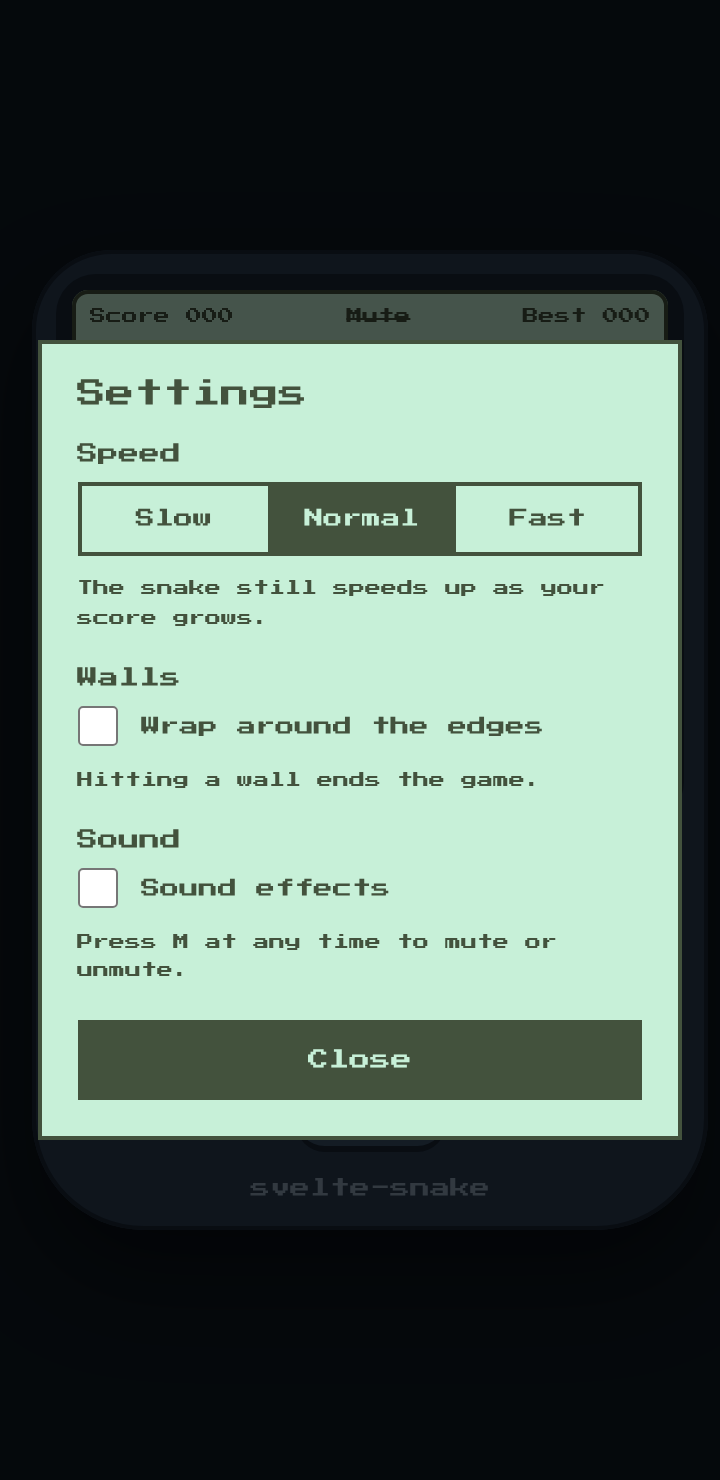 Score 000 Mute Best 000
Settings
Speed
Slow Normal Fast
The snake still speeds up as your
score grows.
Walls
Wrap around the edges
Hitting a wall ends the game.
Sound
Sound effects
Press M at any time to mute or
unmute.
Close
svelte-snake